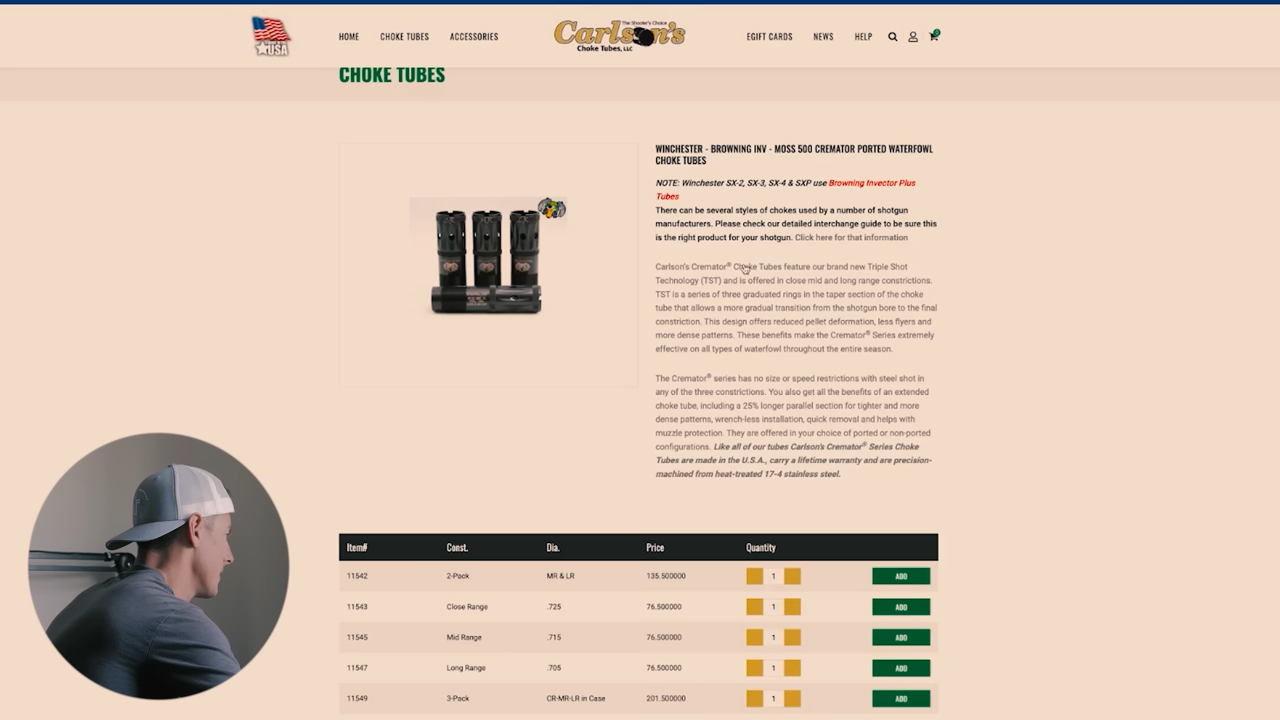 USA
HOME
CHOKE TUBES
ACCESSORIES
The Shooter's Choice
Carlson's
Choke Tubes, LLC
EGIFT CARDS
NEWS
HELP
0
CHOKE TUBES
WINCHESTER - BROWNING INV - MOSS 500 CREMATOR PORTED WATERFOWL
CHOKE TUBES
NOTE: Winchester SX-2, SX-3, SX-4 & SXP use Browning Invector Plus
Tubes
There can be several styles of chokes used by a number of shotgun
manufacturers. Please check our detailed interchange guide to be sure this
is the right product for your shotgun. Click here for that information
Carlson's Cremator® Choke Tubes feature our brand new Triple Shot
Technology (TST) and is offered in close mid and long range constrictions.
TST is a series of three graduated rings in the taper section of the choke
tube that allows a more gradual transition from the shotgun bore to the final
constriction. This design offers reduced pellet deformation, less flyers and
more dense patterns. These benefits make the Cremator® Series extremely
effective on all types of waterfowl throughout the entire season.
The Cremator® series has no size or speed restrictions with steel shot in
any of the three constrictions. You also get all the benefits of an extended
choke tube, including a 25% longer parallel section for tighter and more
dense patterns, wrench-less installation, quick removal and helps with
muzzle protection. They are offered in your choice of ported or non-ported
configurations. Like all of our tubes Carlson's Cremator® Series Choke
Tubes are made in the U.S.A., carry a lifetime warranty and are precision-
machined from heat-treated 17-4 stainless steel.
Item# Const. Dia. Price Quantity
11542 2-Pack MR & LR 135.500000 1 ADD
11543 Close Range .725 76.500000 1 ADD
11545 Mid Range .715 76.500000 1 ADD
11547 Long Range .705 76.500000 1 ADD
11549 3-Pack CR-MR-LR in Case 201.500000 1 ADD